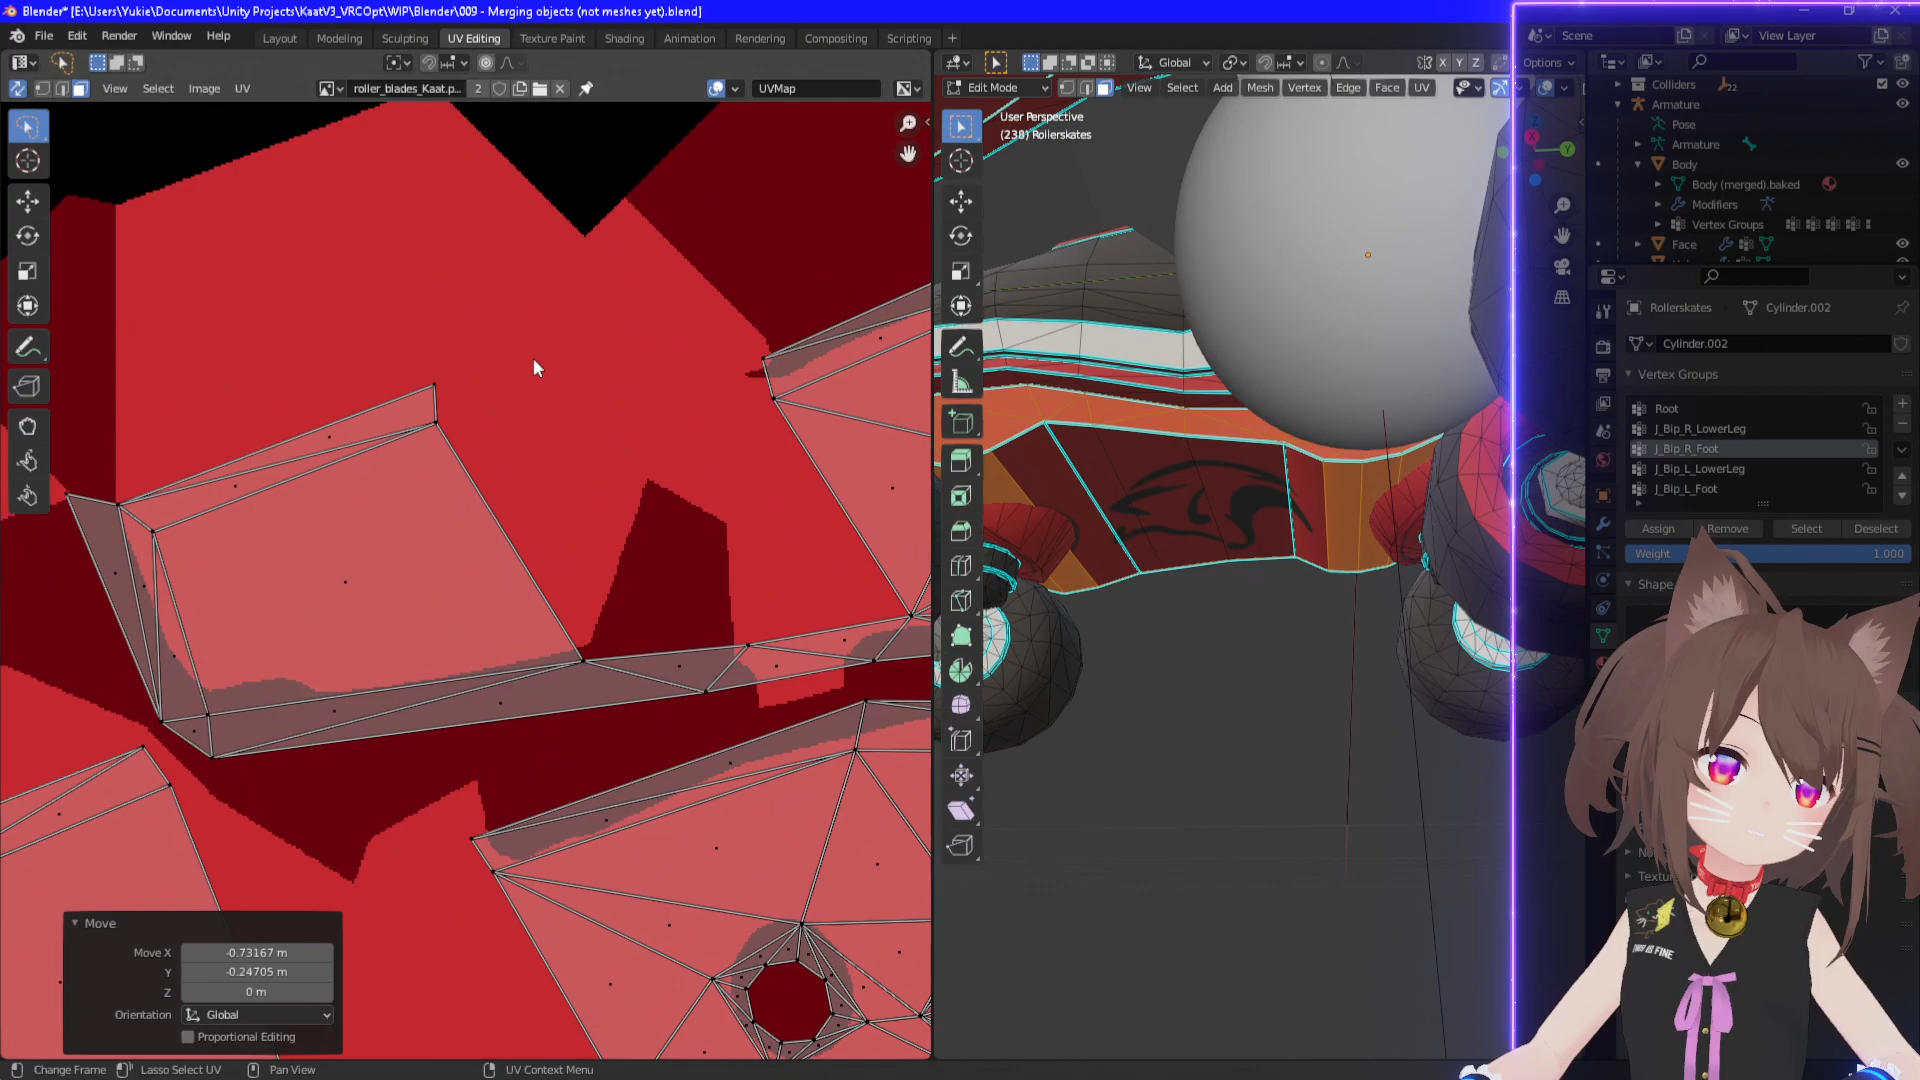 Blender* [E:\Users\Yukie\Documents\Unity Projects\KaatV3_VRCOpt\WIP\Blender\009 - Merging objects (not meshes yet).blend]
File Edit Render Window Help
Layout Modeling Sculpting UV Editing Texture Paint Shading Animation Rendering Compositing Scripting
Scene View Layer
Global X Y Z Options
View Select Image UV
roller_blades_Kaat.p... 2
UVMap
Edit Mode View Select Add Mesh Vertex Edge Face UV
User Perspective
(238) Rollerskates
Colliders 22
Armature
Pose
Armature
Body
Body (merged).baked
Modifiers
Vertex Groups
Face
Rollerskates Cylinder.002
Cylinder.002
Vertex Groups
Root
J_Bip_R_LowerLeg
J_Bip_R_Foot
J_Bip_L_LowerLeg
J_Bip_L_Foot
Assign Remove Select Deselect
Weight 1.000
Shape
Textur
THIS IS FINE
Move
Move X -0.73167 m
Y -0.24705 m
Z 0 m
Orientation Global
Proportional Editing
Change Frame Lasso Select UV Pan View UV Context Menu